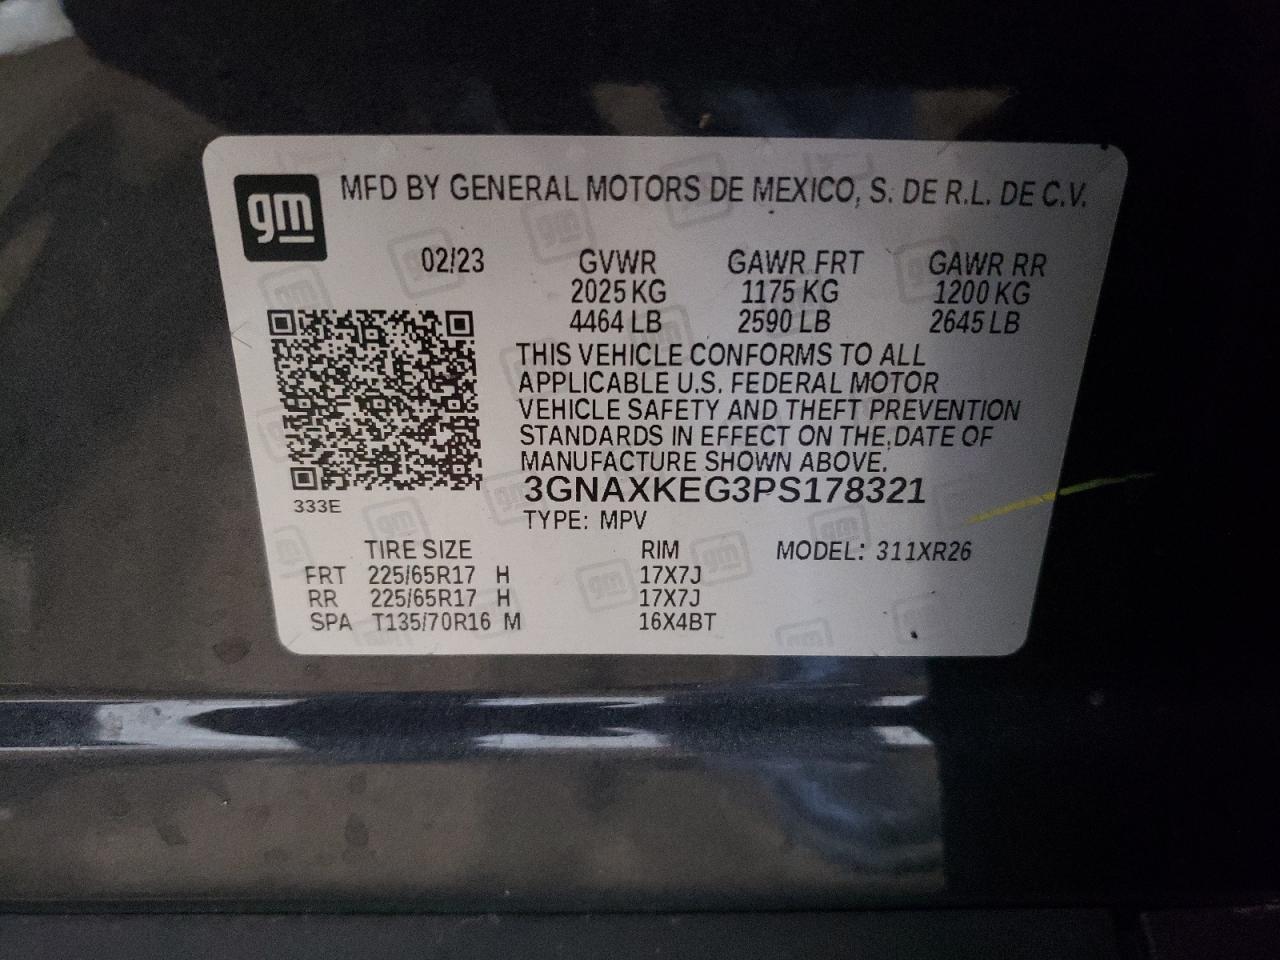 gm
MFD BY GENERAL MOTORS DE MEXICO, S. DE R.L. DE C.V.
02/23 GVWR GAWR FRT GAWR RR
2025 KG 1175 KG 1200 KG
4464 LB 2590 LB 2645 LB
THIS VEHICLE CONFORMS TO ALL
APPLICABLE U.S. FEDERAL MOTOR
VEHICLE SAFETY AND THEFT PREVENTION
STANDARDS IN EFFECT ON THE DATE OF
MANUFACTURE SHOWN ABOVE.
3GNAXKEG3PS178321
333E
TYPE: MPV
TIRE SIZE RIM MODEL: 311XR26
FRT 225/65R17 H 17X7J
RR 225/65R17 H 17X7J
SPA T135/70R16 M 16X4BT